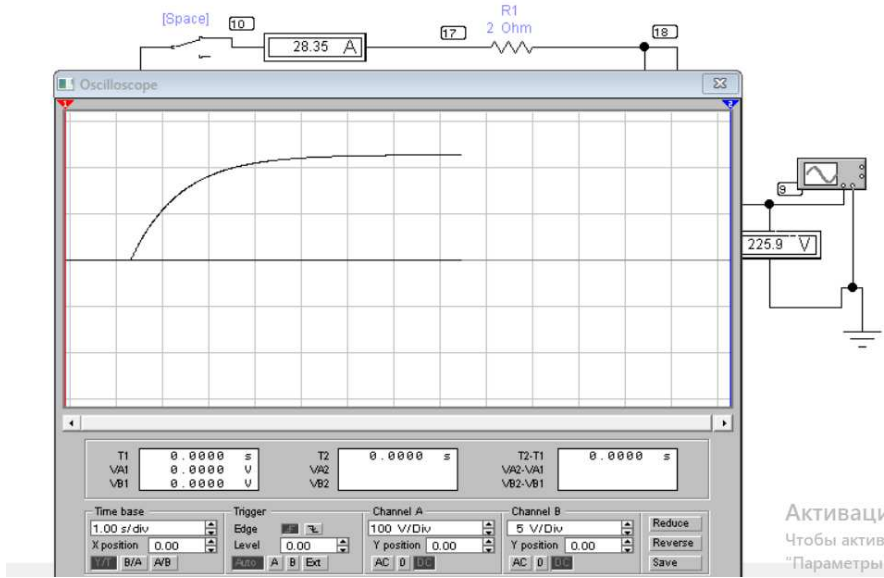 R1
[Space]
10
17
2 Ohm
18
28.35 A
Oscilloscope
1
2
9
225.9 V
T1 0.0000 s
VA1 0.0000 V
VB1 0.0000 V
T2 0.0000 s
VA2
VB2
T2-T1 0.0000 s
VA2-VA1
VB2-VB1
Time base
1.00 s/div
X position 0.00
Y/T B/A A/B
Trigger
Edge
Level 0.00
Auto A B Ext
Channel A
100 V/Div
Y position 0.00
AC 0 DC
Channel B
5 V/Div
Y position 0.00
AC 0 DC
Reduce
Reverse
Save
Активаци
Чтобы актив
"Параметры